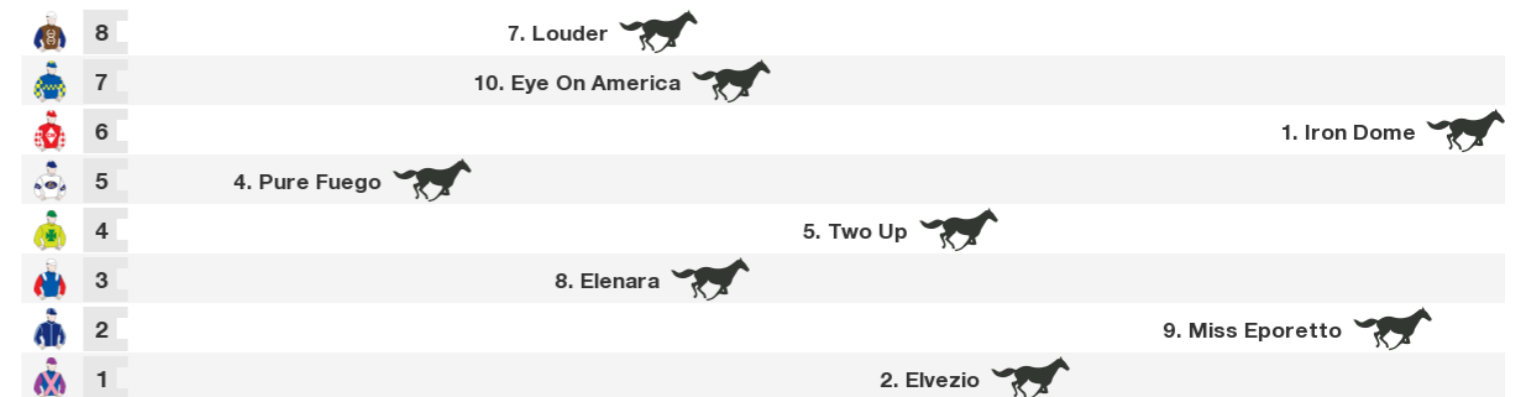 8 7. Louder
7 10. Eye On America
6 1. Iron Dome
5 4. Pure Fuego
4 5. Two Up
3 8. Elenara
2 9. Miss Eporetto
1 2. Elvezio